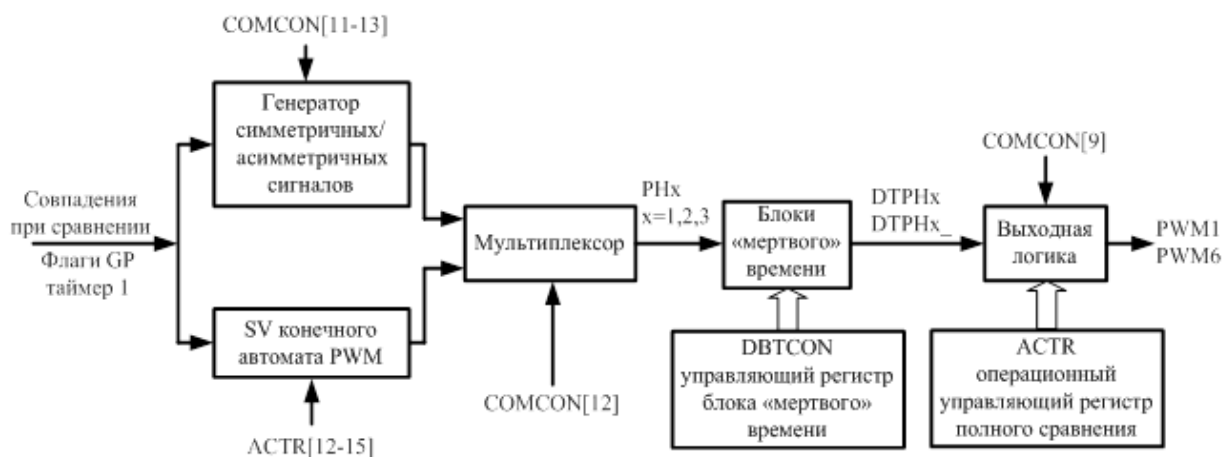 COMCON[11-13]
Генератор
симметричных/
асимметричных
сигналов
Совпадения
при сравнении
Флаги GP
таймер 1
SV конечного
автомата PWM
ACTR[12-15]
Мультиплексор
COMCON[12]
PHx
x=1,2,3
Блоки
«мертвого»
времени
DBTCON
управляющий регистр
блока «мертвого»
времени
DTPHx
DTPHx_
COMCON[9]
Выходная
логика
ACTR
операционный
управляющий регистр
полного сравнения
PWM1
PWM6